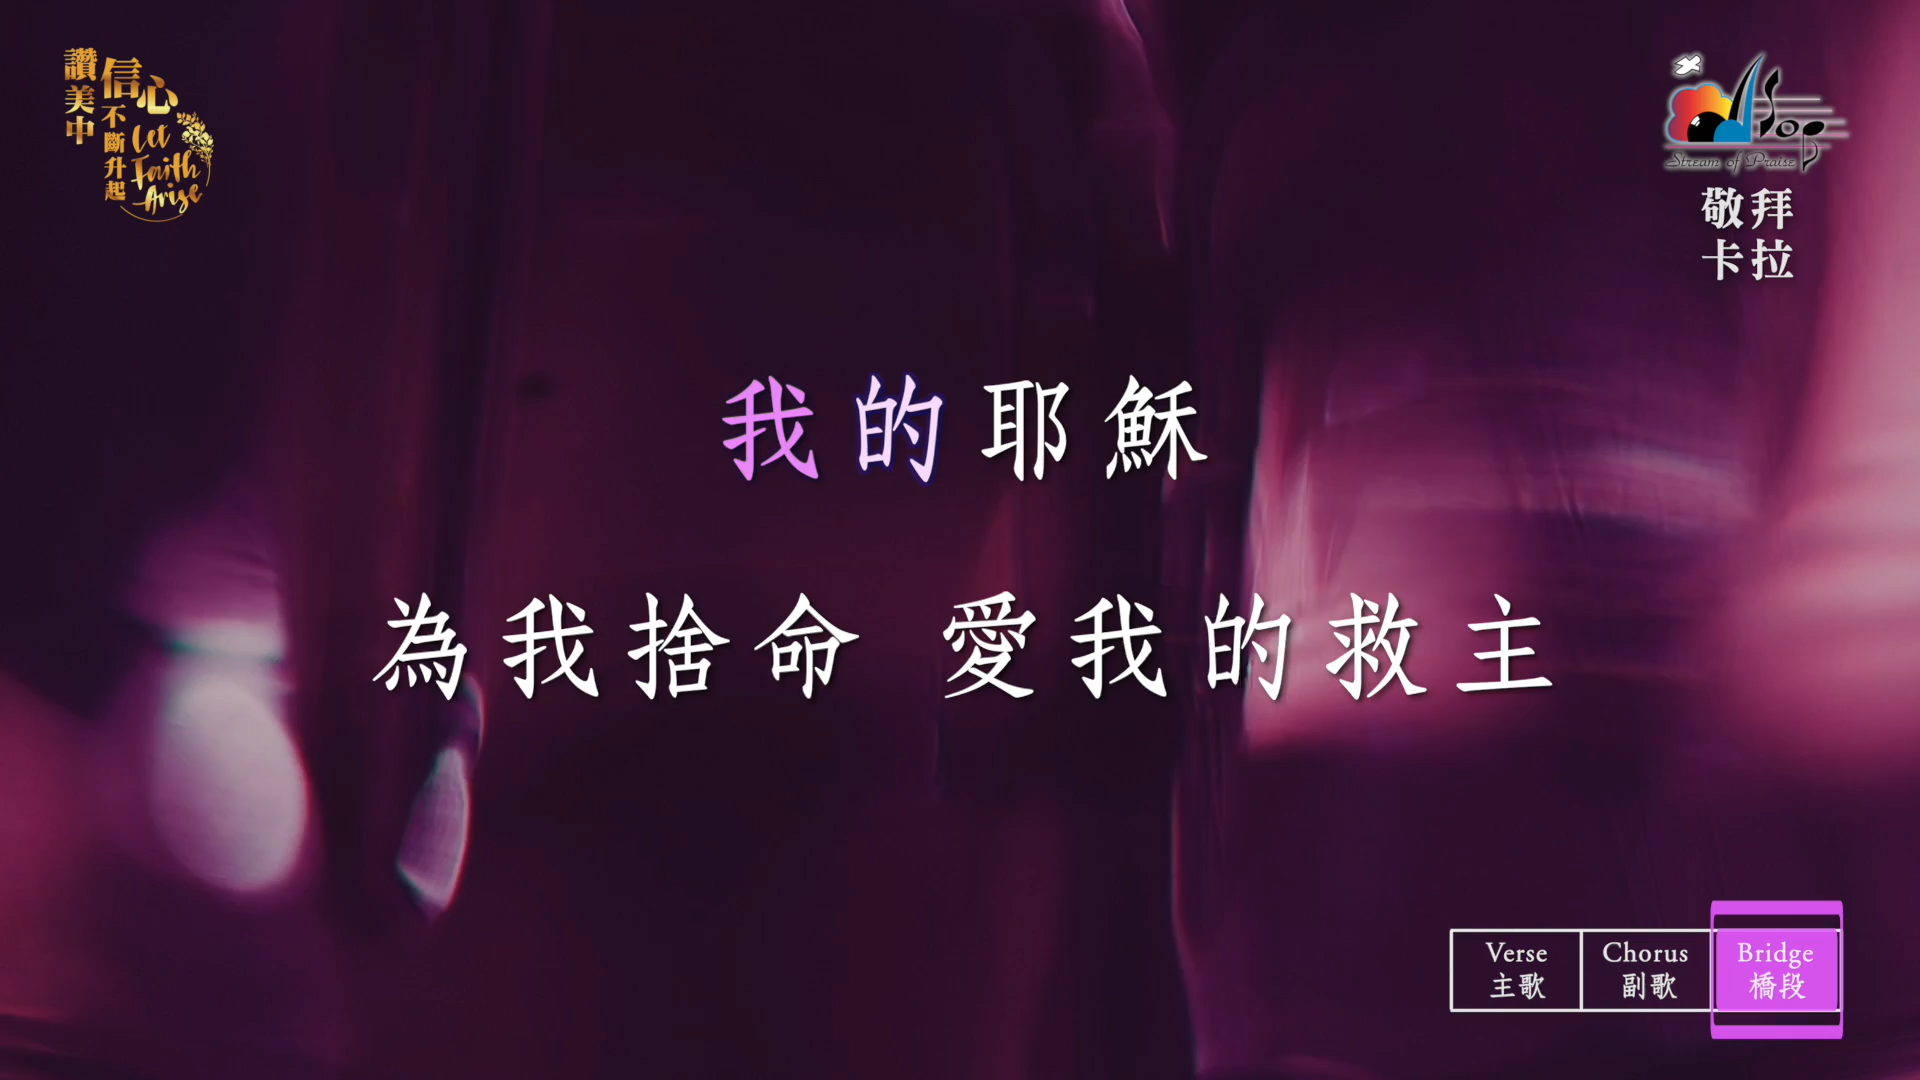 讚美中
信心
不斷升起
Let
Faith
Arise
SOP
Stream of Praise
敬拜
卡拉
我的耶穌
為我捨命 愛我的救主
Verse
主歌
Chorus
副歌
Bridge
橋段